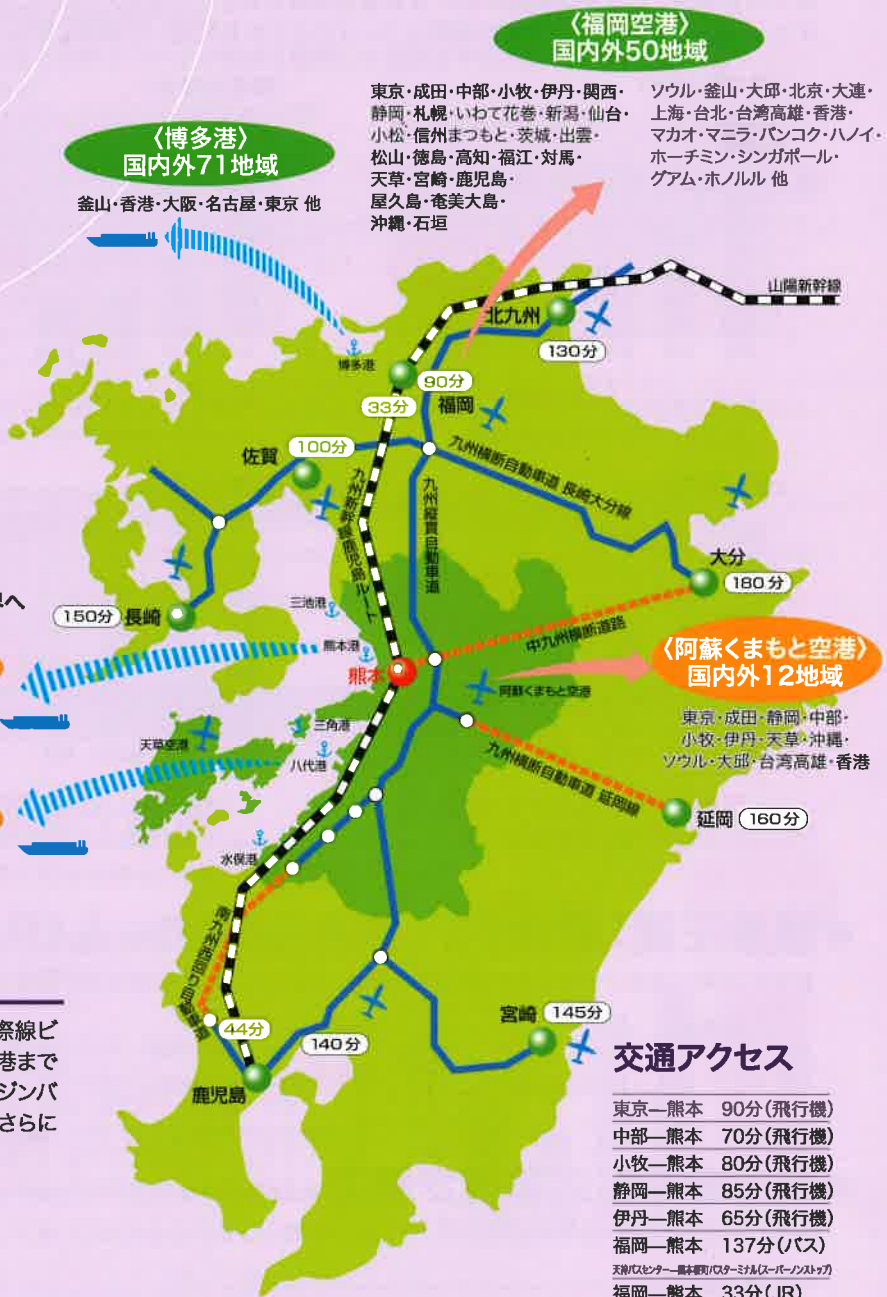 〈福岡空港〉
国内外50地域
東京・成田・中部・小牧・伊丹・関西・
静岡・札幌・いわて花巻・新潟・仙台・
小松・信州まつもと・茨城・出雲・
松山・徳島・高知・福江・対馬・
天草・宮崎・鹿児島・
屋久島・奄美大島・
沖縄・石垣
ソウル・釜山・大邱・北京・大連・
上海・台北・台湾高雄・香港・
マカオ・マニラ・バンコク・ハノイ・
ホーチミン・シンガポール・
グアム・ホノルル 他
〈博多港〉
国内外71地域
釜山・香港・大阪・名古屋・東京 他
山陽新幹線
北九州
130分
博多港
90分
33分
福岡
佐賀
100分
九州横断自動車道 長崎大分線
九州新幹線鹿児島ルート
九州縦貫自動車道
大分
180分
へ
150分
長崎
三池港
熊本港
熊本
中九州横断道路
〈阿蘇くまもと空港〉
国内外12地域
阿蘇くまもと空港
東京・成田・静岡・中部・
小牧・伊丹・天草・沖縄・
ソウル・大邱・台湾高雄・香港
三角港
天草空港
八代港
九州横断自動車道 延岡線
延岡
160分
水俣港
南九州西回り自動車道
44分
140分
宮崎
145分
鹿児島
際線ビ
港まで
ジンバ
さらに
交通アクセス
東京―熊本 90分(飛行機)
中部―熊本 70分(飛行機)
小牧―熊本 80分(飛行機)
静岡―熊本 85分(飛行機)
伊丹―熊本 65分(飛行機)
福岡―熊本 137分(バス)
天神バスセンター―熊本桜町バスターミナル(スーパーノンストップ)
福岡―熊本 33分(JR)